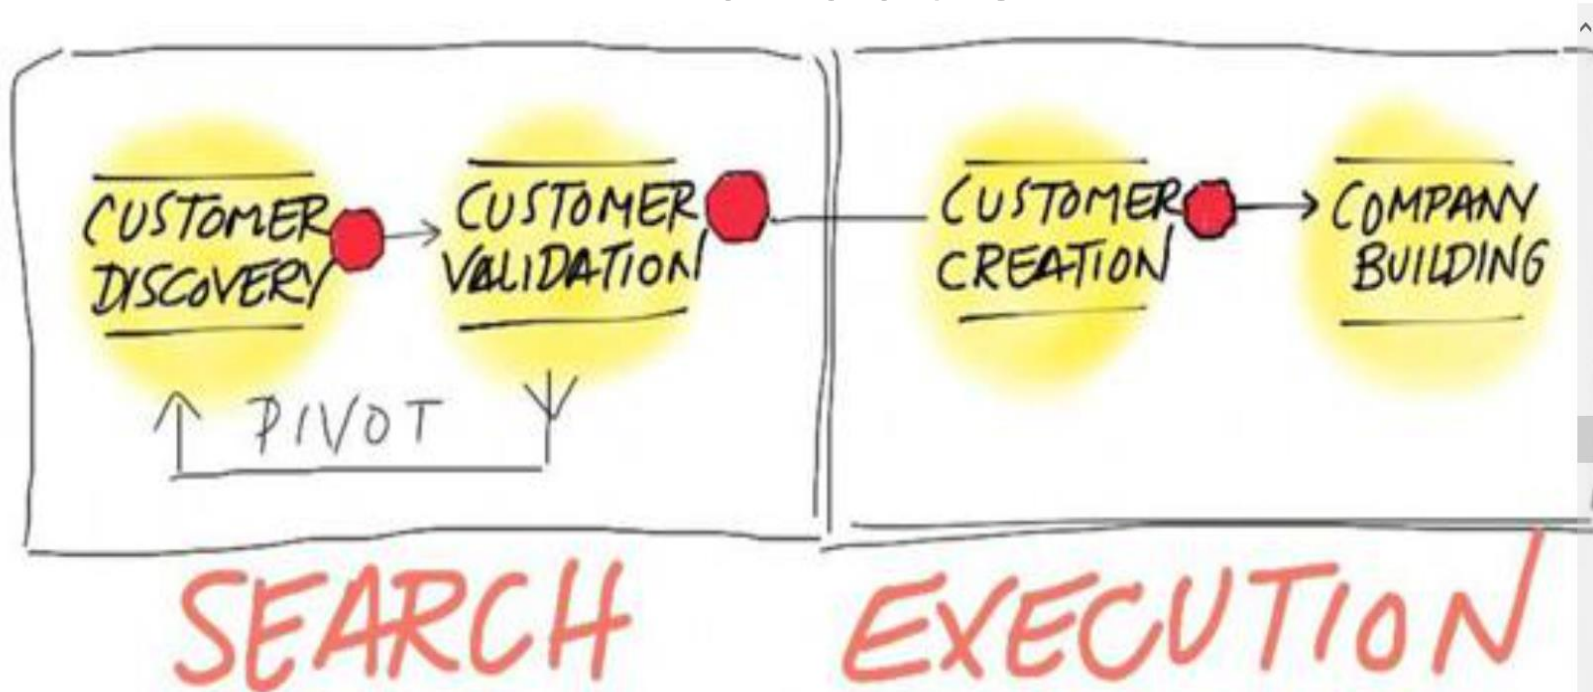 CUSTOMER
DISCOVERY
CUSTOMER
VALIDATION
CUSTOMER
CREATION
COMPANY
BUILDING
PIVOT
SEARCH
EXECUTION